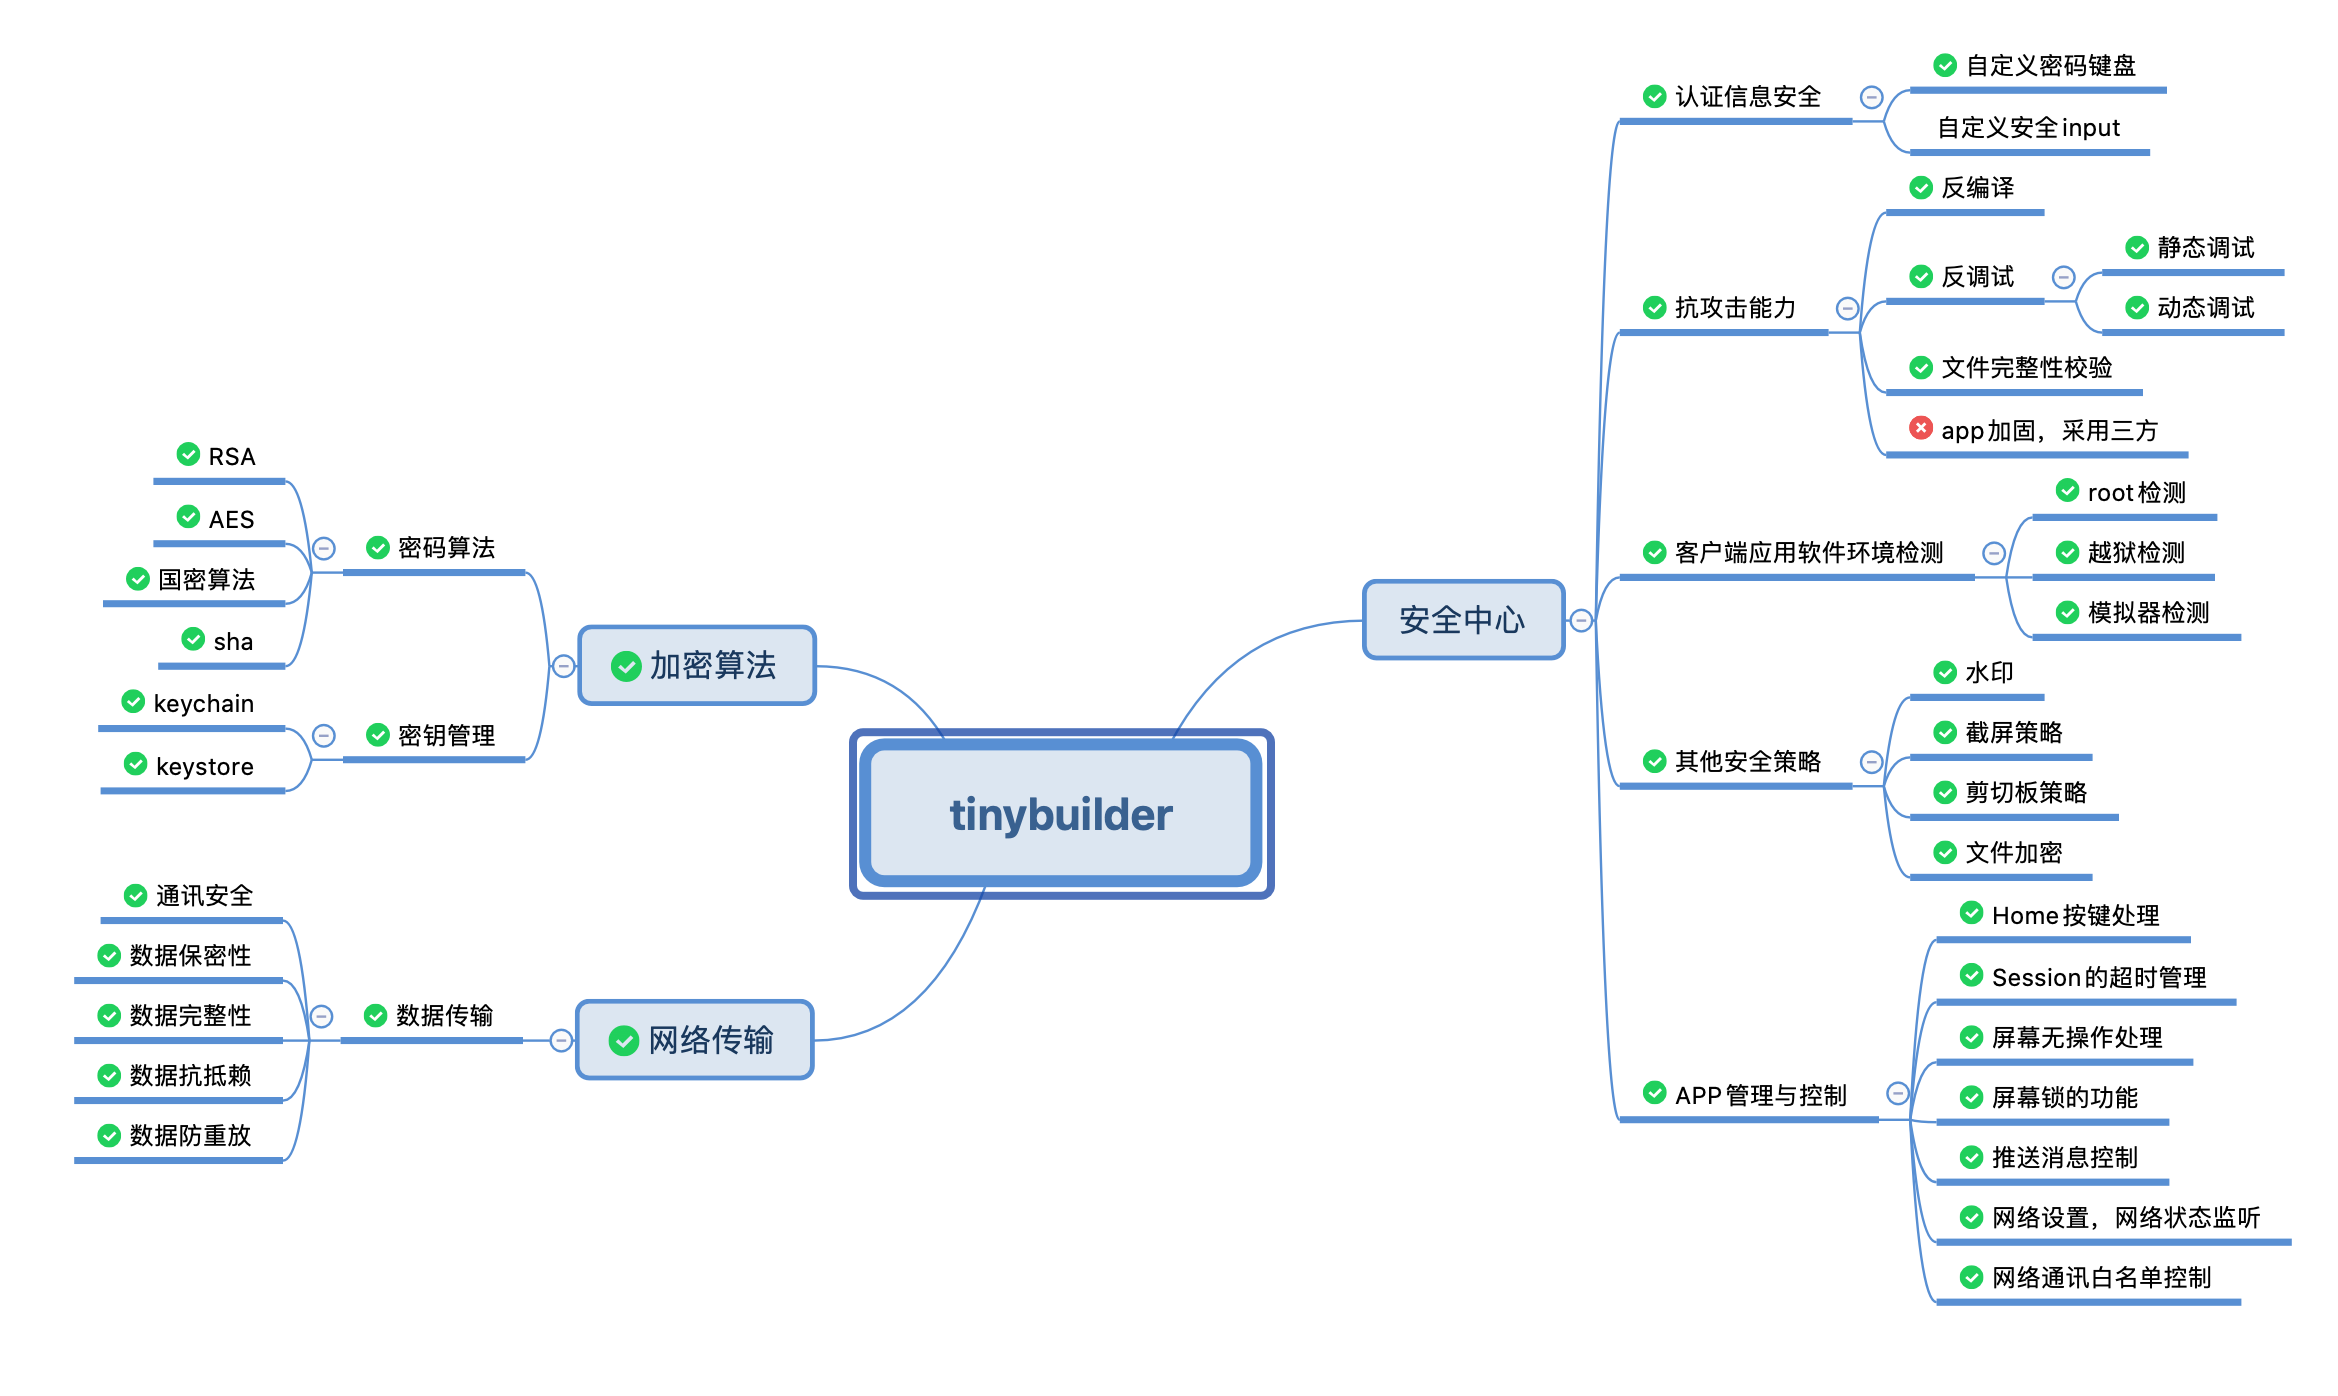 tinybuilder
安全中心
认证信息安全
自定义密码键盘
自定义安全input
抗攻击能力
反编译
反调试
静态调试
动态调试
文件完整性校验
app加固，采用三方
客户端应用软件环境检测
root检测
越狱检测
模拟器检测
其他安全策略
水印
截屏策略
剪切板策略
文件加密
APP管理与控制
Home按键处理
Session的超时管理
屏幕无操作处理
屏幕锁的功能
推送消息控制
网络设置，网络状态监听
网络通讯白名单控制
加密算法
密码算法
RSA
AES
国密算法
sha
密钥管理
keychain
keystore
网络传输
数据传输
通讯安全
数据保密性
数据完整性
数据抗抵赖
数据防重放